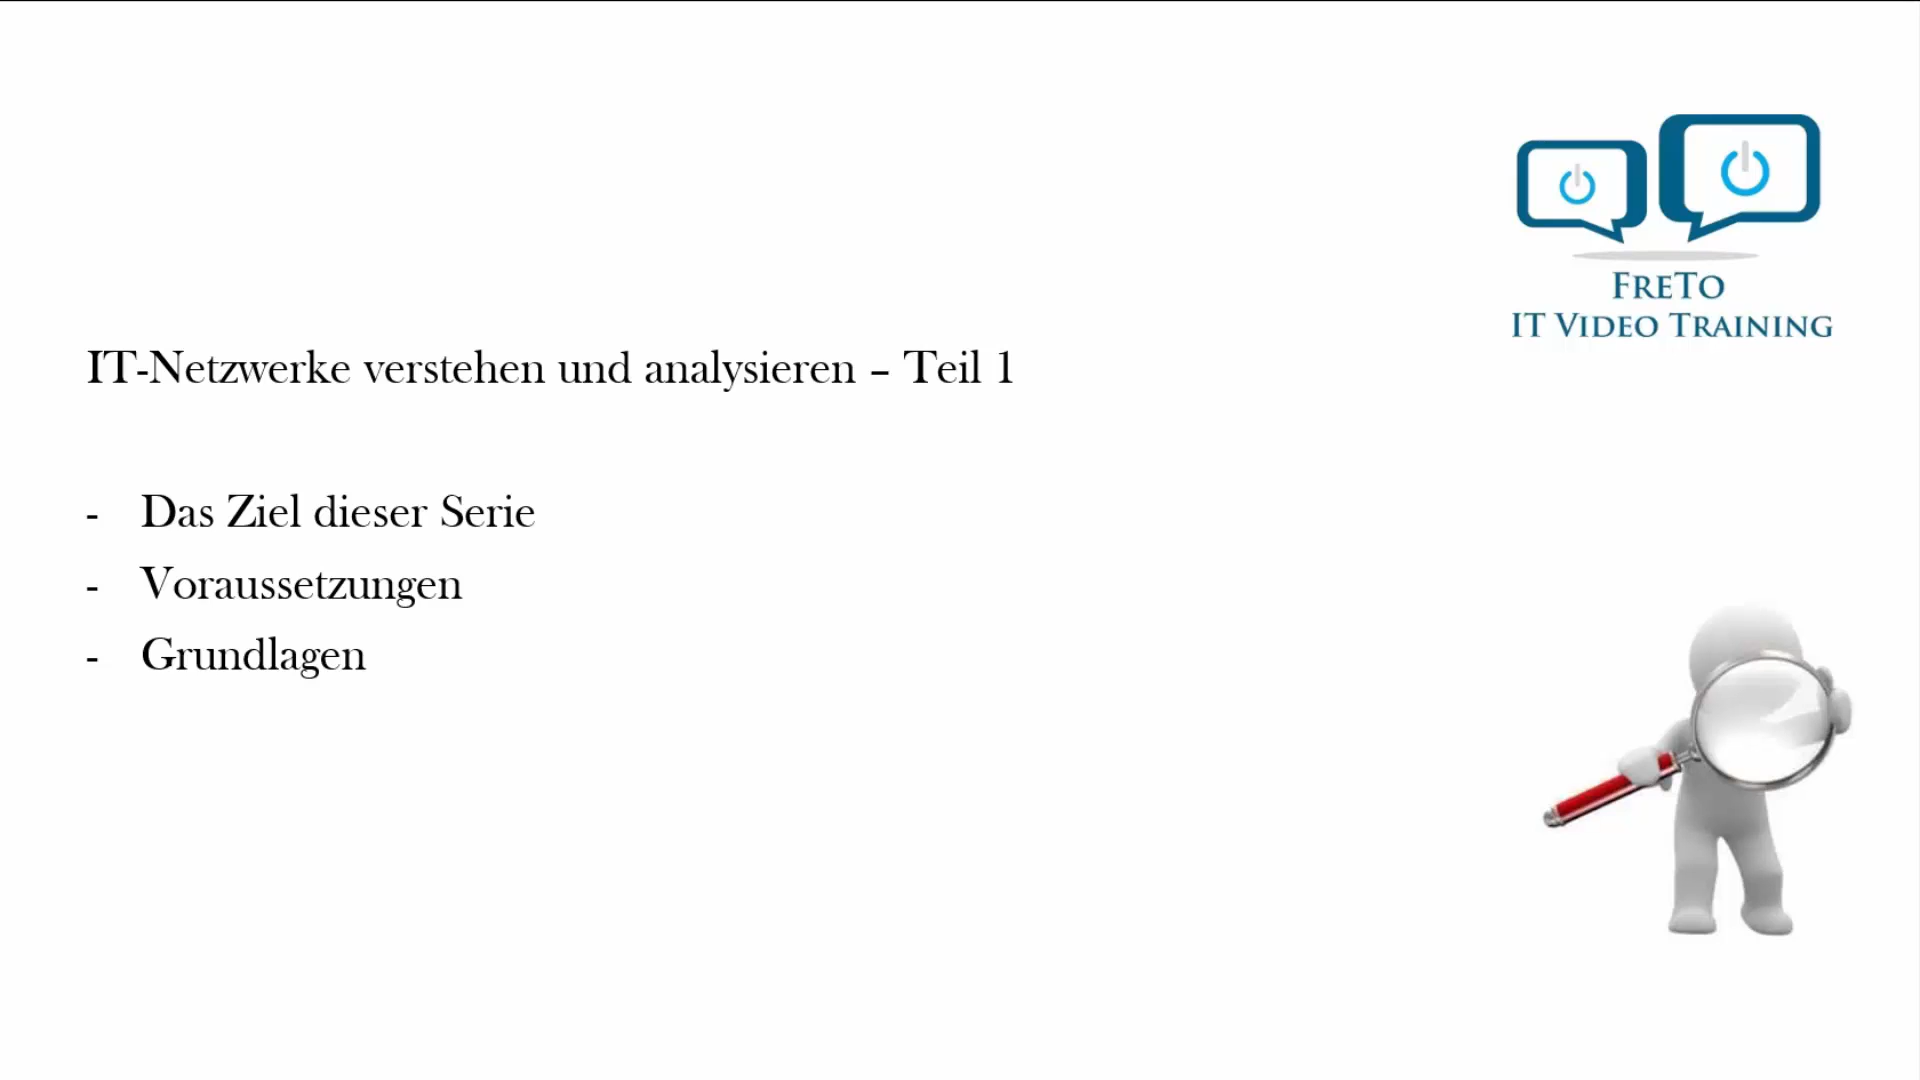 FreTo
IT Video Training
IT-Netzwerke verstehen und analysieren – Teil 1
- Das Ziel dieser Serie
- Voraussetzungen
- Grundlagen